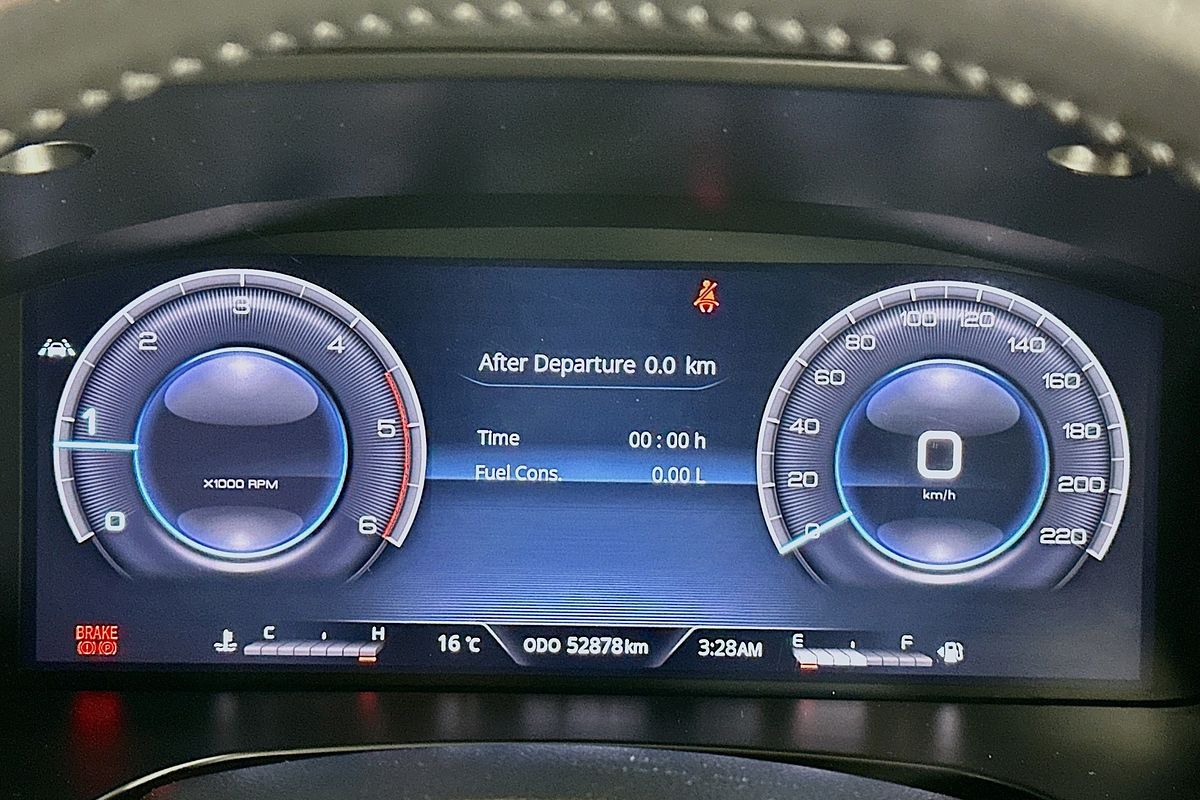 0 1 2 3 4 5 6
X1000 RPM
After Departure 0.0 km
Time 00:00 h
Fuel Cons. 0.00 L
0 20 40 60 80 100 120 140 160 180 200 220
0
km/h
BRAKE
(!) (P)
C H
16 °C
ODO 52878km
3:28AM
E F